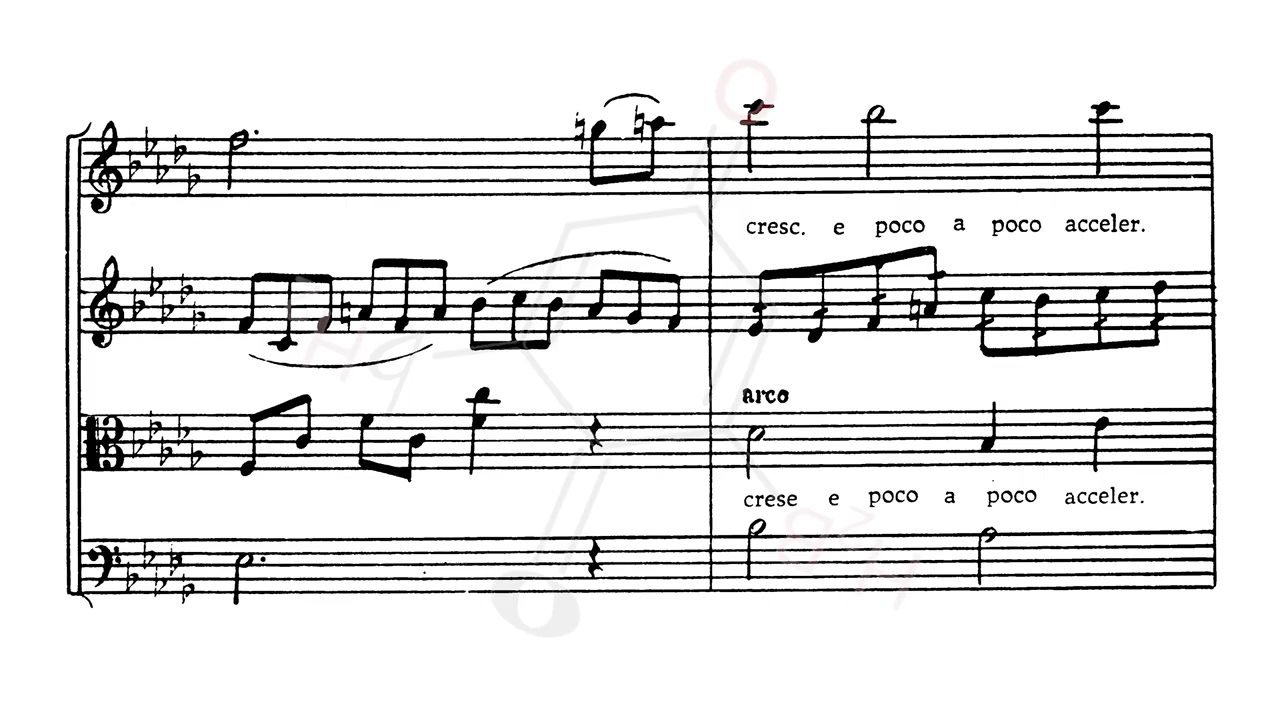 cresc. e poco a poco acceler.
arco
crese e poco a poco acceler.